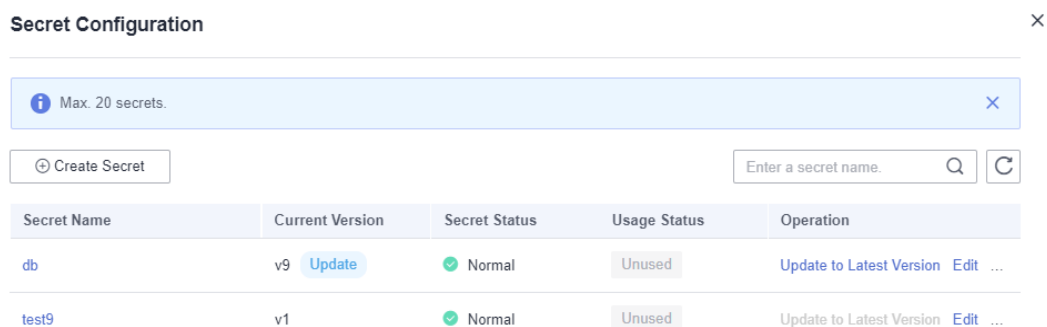 Secret Configuration
Max. 20 secrets.
Create Secret
Enter a secret name.
Secret Name Current Version Secret Status Usage Status Operation
db v9 Update Normal Unused Update to Latest Version Edit ...
test9 v1 Normal Unused Update to Latest Version Edit ...